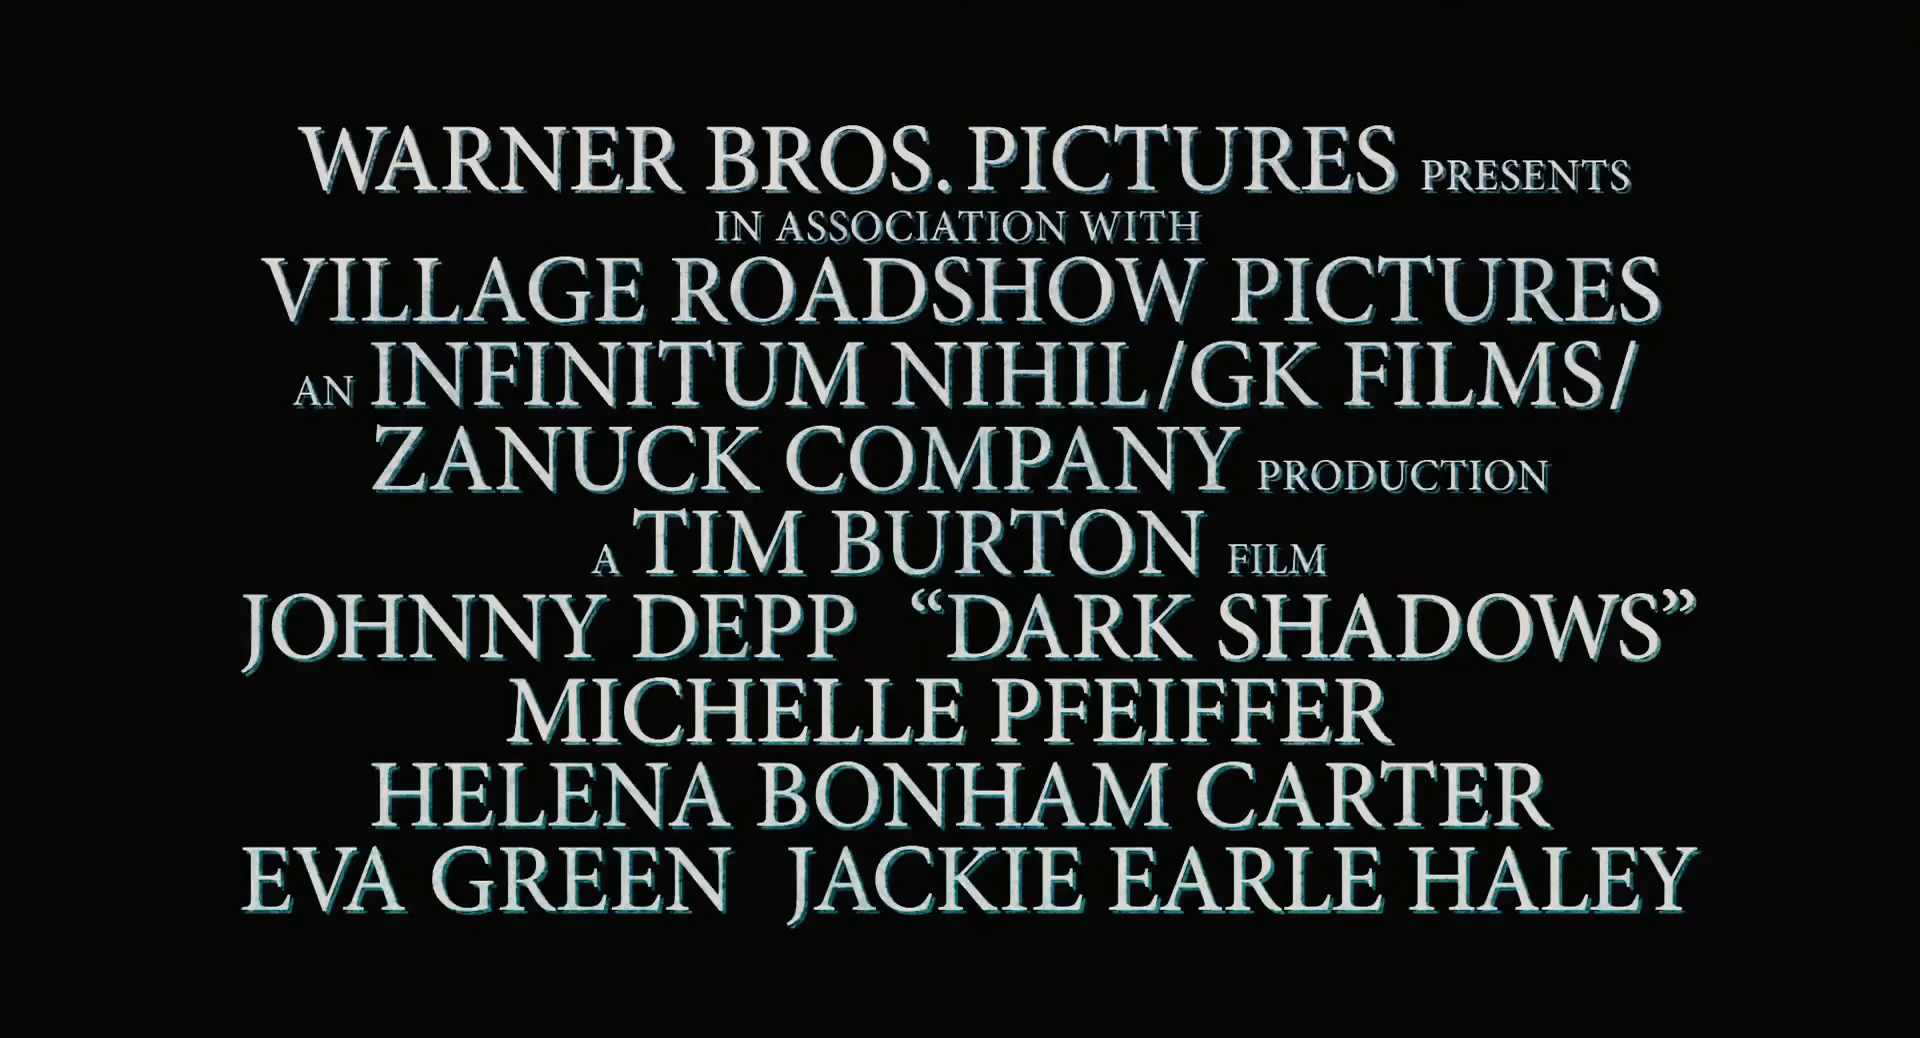 WARNER BROS. PICTURES PRESENTS
IN ASSOCIATION WITH
VILLAGE ROADSHOW PICTURES
AN INFINITUM NIHIL/GK FILMS/
ZANUCK COMPANY PRODUCTION
A TIM BURTON FILM
JOHNNY DEPP “DARK SHADOWS”
MICHELLE PFEIFFER
HELENA BONHAM CARTER
EVA GREEN JACKIE EARLE HALEY